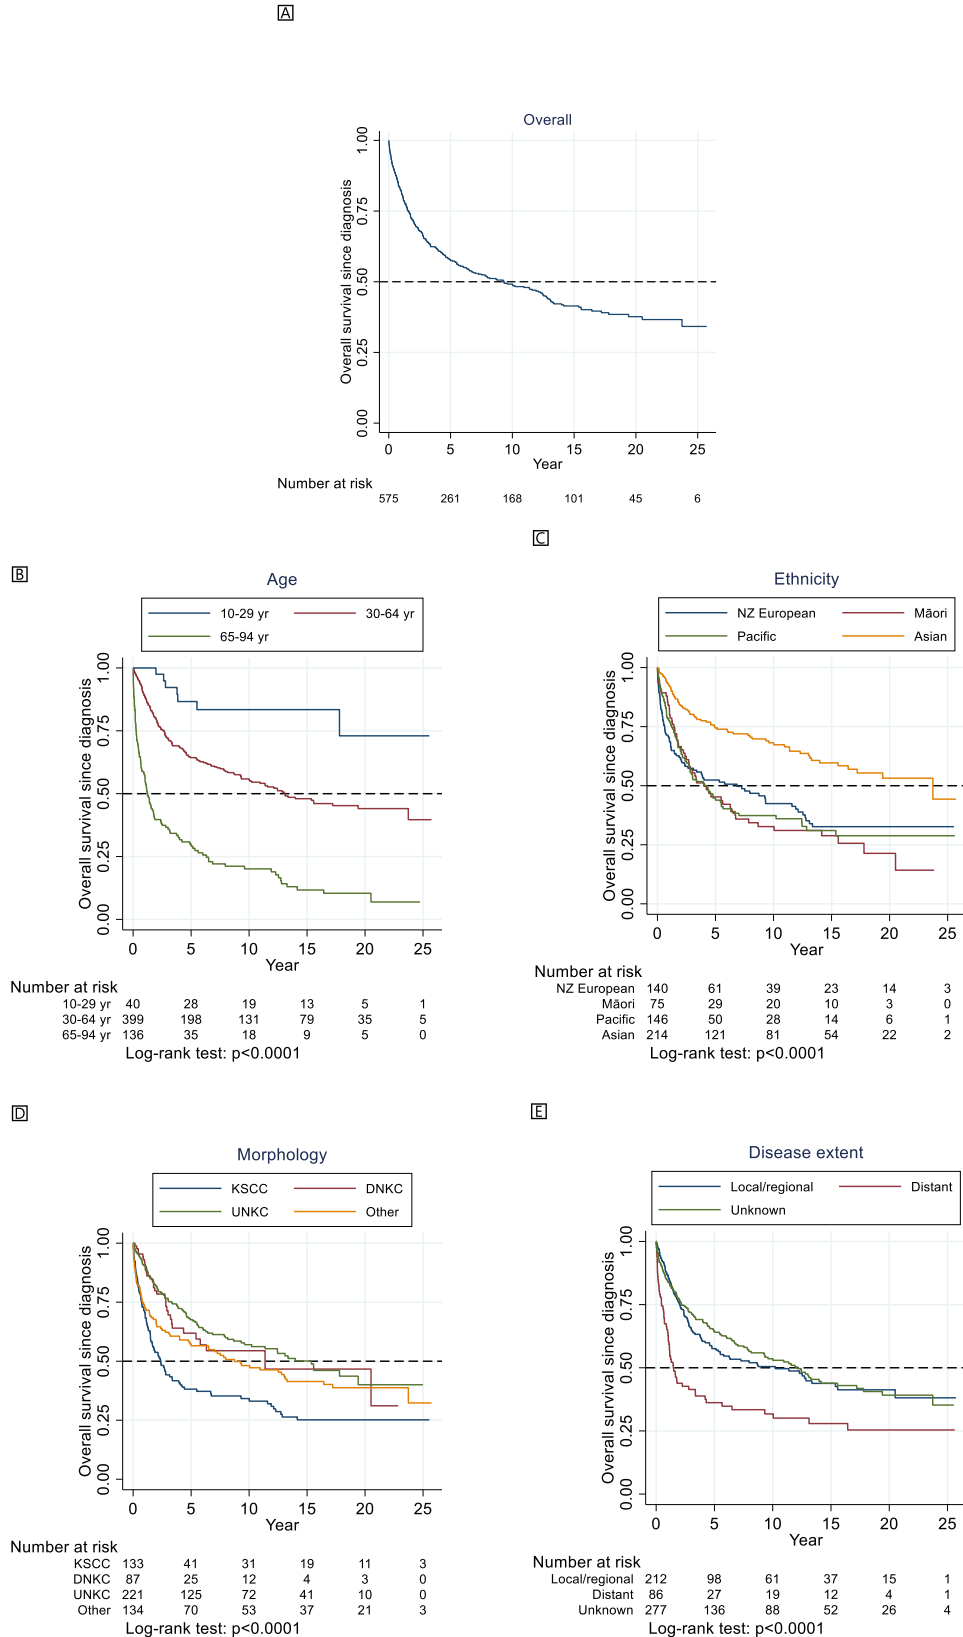 A
Overall
Overall survival since diagnosis
1.00
0.75
0.50
0.25
0.00
0 5 10 15 20 25
Year
Number at risk
575 261 168 101 45 6
B
Age
10-29 yr 30-64 yr
65-94 yr
Overall survival since diagnosis
1.00
0.75
0.50
0.25
0.00
0 5 10 15 20 25
Year
Number at risk
10-29 yr 40 28 19 13 5 1
30-64 yr 399 198 131 79 35 5
65-94 yr 136 35 18 9 5 0
Log-rank test: p<0.0001
C
Ethnicity
NZ European Māori
Pacific Asian
Overall survival since diagnosis
1.00
0.75
0.50
0.25
0.00
0 5 10 15 20 25
Year
Number at risk
NZ European 140 61 39 23 14 3
Māori 75 29 20 10 3 0
Pacific 146 50 28 14 6 1
Asian 214 121 81 54 22 2
Log-rank test: p<0.0001
D
Morphology
KSCC DNKC
UNKC Other
Overall survival since diagnosis
1.00
0.75
0.50
0.25
0.00
0 5 10 15 20 25
Year
Number at risk
KSCC 133 41 31 19 11 3
DNKC 87 25 12 4 3 0
UNKC 221 125 72 41 10 0
Other 134 70 53 37 21 3
Log-rank test: p<0.0001
E
Disease extent
Local/regional Distant
Unknown
Overall survival since diagnosis
1.00
0.75
0.50
0.25
0.00
0 5 10 15 20 25
Year
Number at risk
Local/regional 212 98 61 37 15 1
Distant 86 27 19 12 4 1
Unknown 277 136 88 52 26 4
Log-rank test: p<0.0001